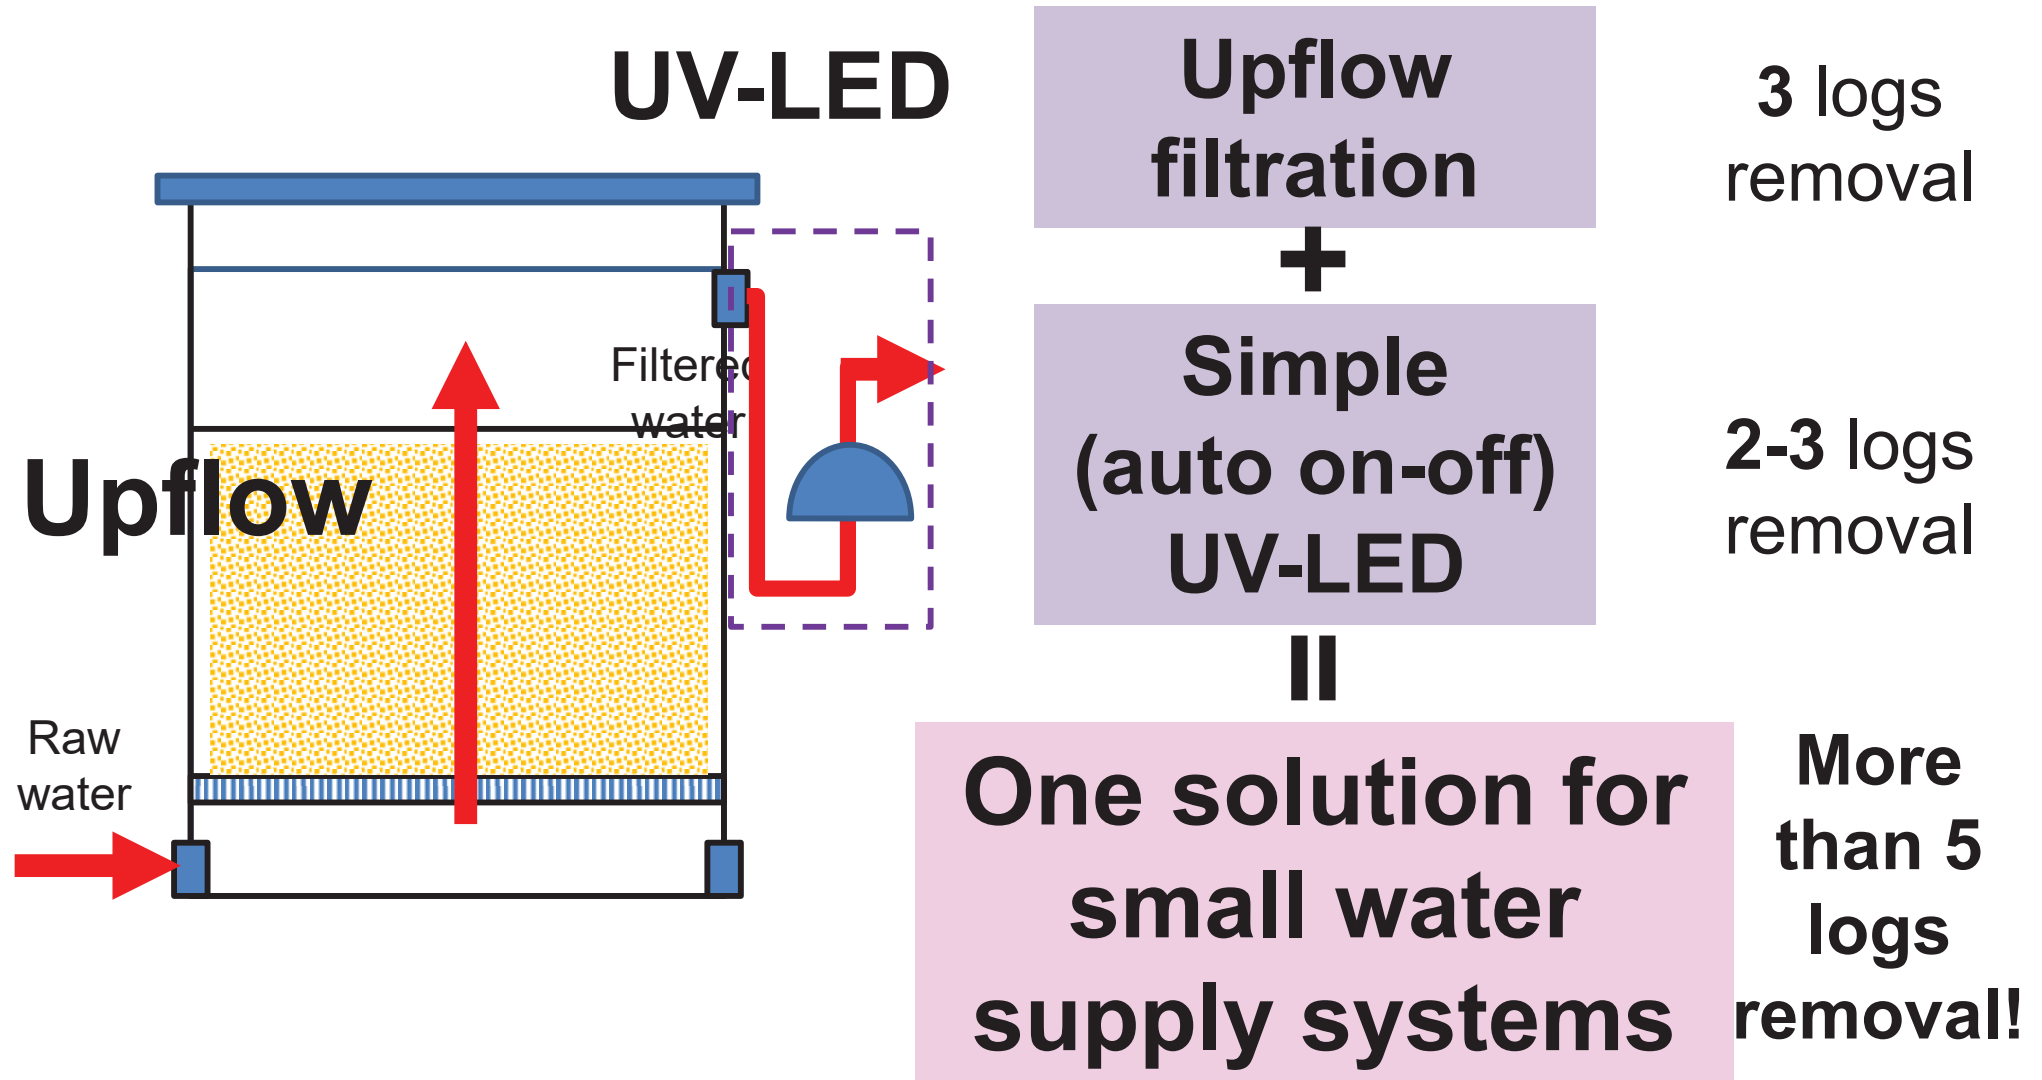 UV-LED
Filtered
water
Upflow
Raw
water
Upflow
filtration
+
Simple
(auto on-off)
UV-LED
=
One solution for
small water
supply systems
3 logs
removal
2-3 logs
removal
More
than 5
logs
removal!